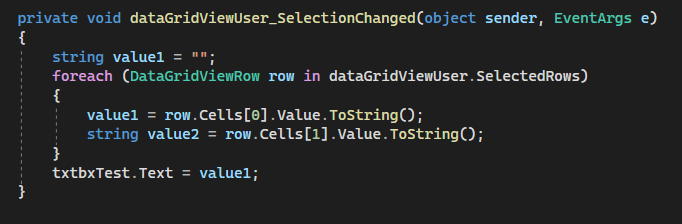 private void dataGridViewUser_SelectionChanged(object sender, EventArgs e)
{
    string value1 = "";
    foreach (DataGridViewRow row in dataGridViewUser.SelectedRows)
    {
        value1 = row.Cells[0].Value.ToString();
        string value2 = row.Cells[1].Value.ToString();
    }
    txtbxTest.Text = value1;
}